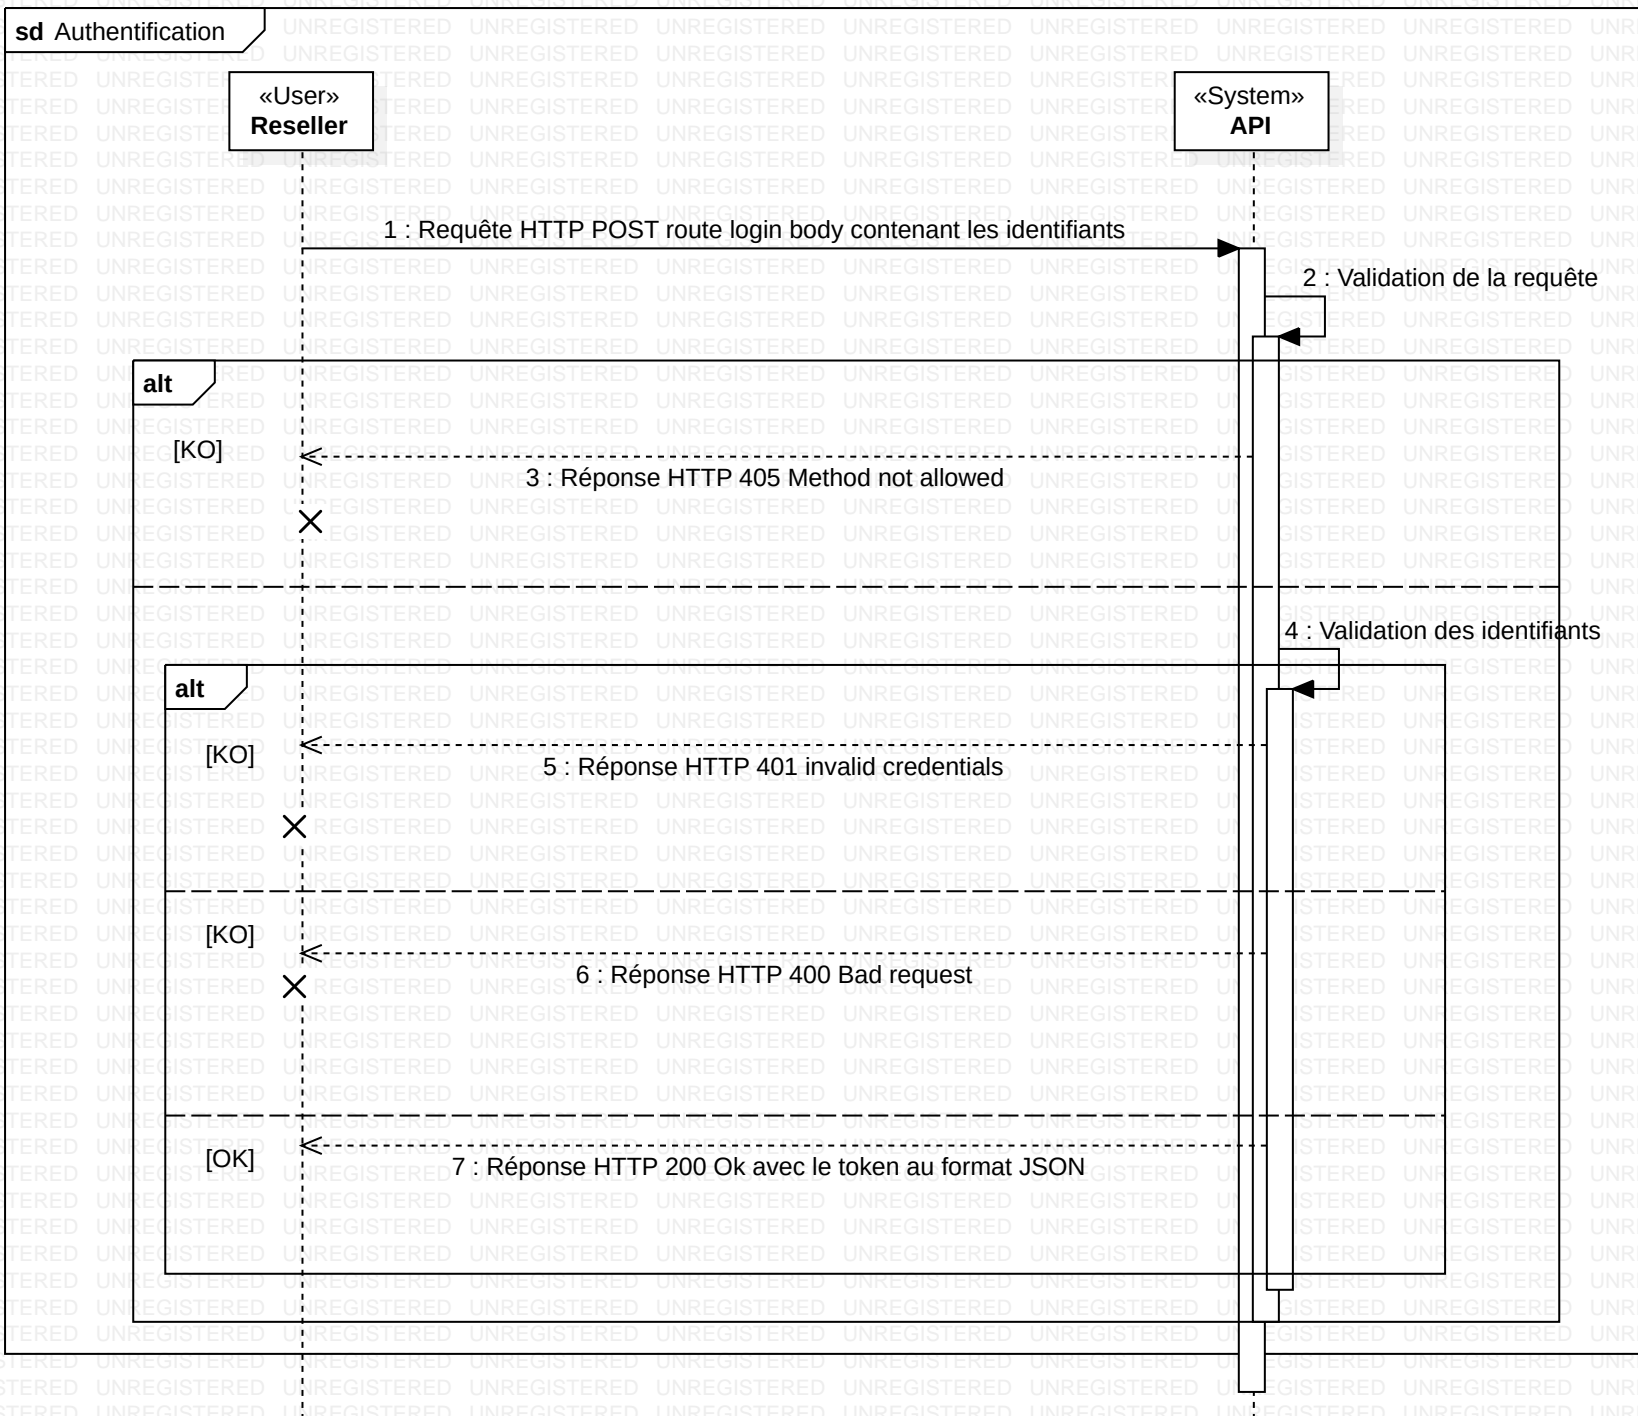 sd Authentification
«User»
Reseller
«System»
API
1 : Requête HTTP POST route login body contenant les identifiants
2 : Validation de la requête
alt
[KO]
3 : Réponse HTTP 405 Method not allowed
4 : Validation des identifiants
alt
[KO]
5 : Réponse HTTP 401 invalid credentials
[KO]
6 : Réponse HTTP 400 Bad request
[OK]
7 : Réponse HTTP 200 Ok avec le token au format JSON
UNREGISTERED